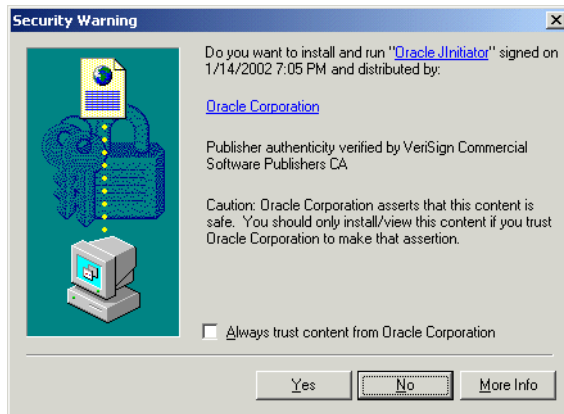 Security Warning
Do you want to install and run "Oracle JInitiator" signed on
1/14/2002 7:05 PM and distributed by:
Oracle Corporation
Publisher authenticity verified by VeriSign Commercial
Software Publishers CA
Caution: Oracle Corporation asserts that this content is
safe. You should only install/view this content if you trust
Oracle Corporation to make that assertion.
Always trust content from Oracle Corporation
Yes
No
More Info